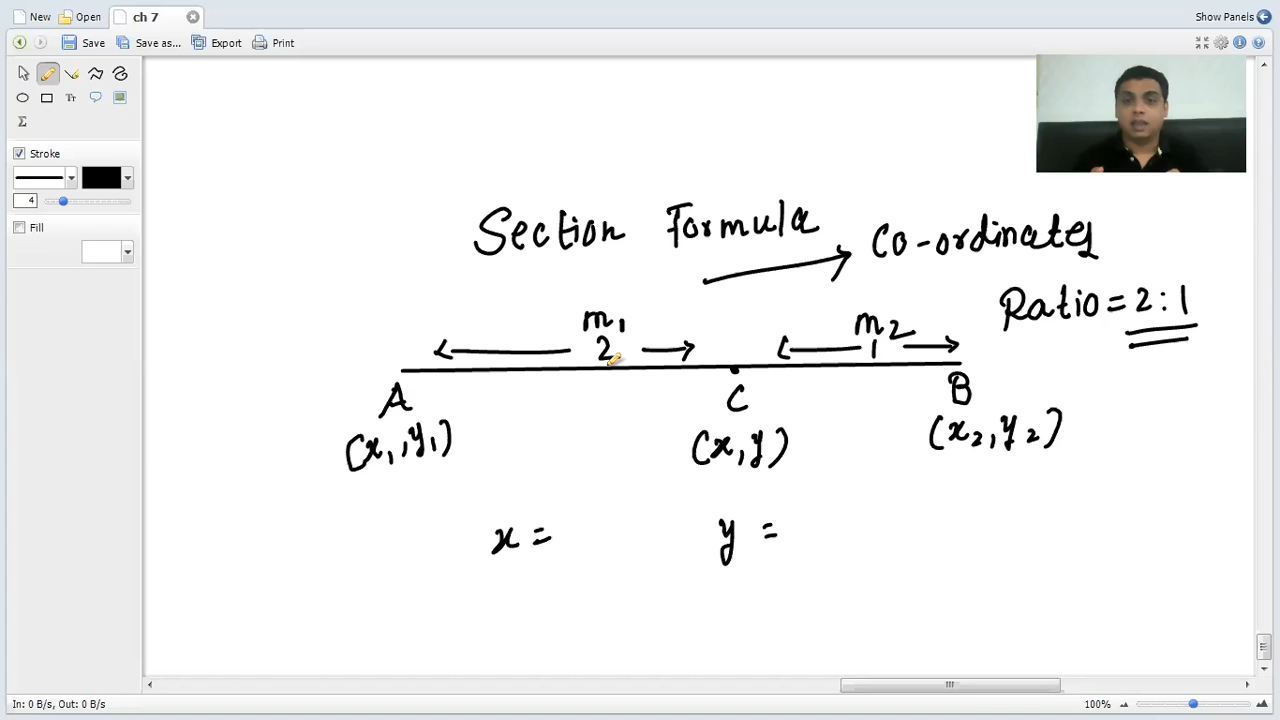 New Open ch 7 Show Panels
Save Save as... Export Print
Tr
Σ
Stroke
4
Fill
Section Formula → Co-ordinates
Ratio = 2 : 1
m₁ m₂
2 1
A C B
(x₁, y₁) (x, y) (x₂, y₂)
x = y =
In: 0 B/s, Out: 0 B/s 100%